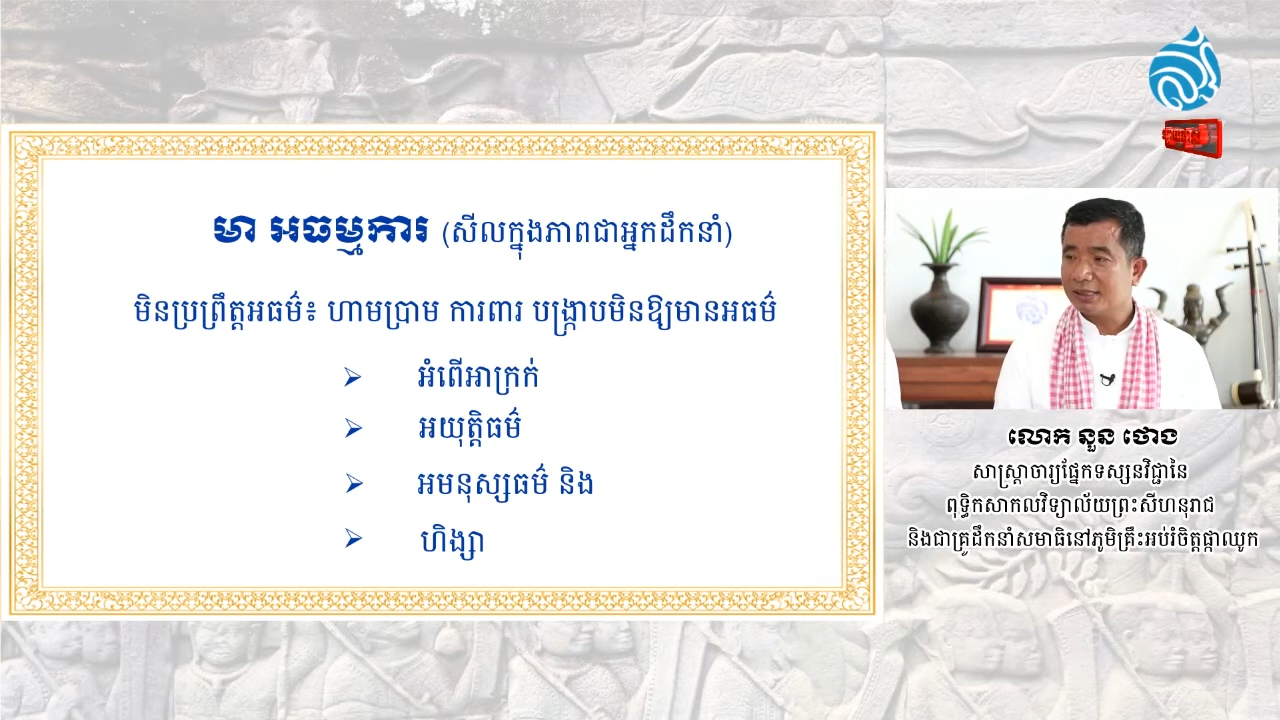 មា អធម្មការ (សីលក្នុងភាពជាអ្នកដឹកនាំ)
មិនប្រព្រឹត្តអធម៌៖ ហាមប្រាម ការពារ បង្ក្រាបមិនឱ្យមានអធម៌
➢ អំពើអាក្រក់
➢ អយុត្តិធម៌
➢ អមនុស្សធម៌ និង
➢ ហិង្សា
លោក នួន ថោង
សាស្ត្រាចារ្យផ្នែកទស្សនវិជ្ជានៃ
ពុទ្ធិកសាកលវិទ្យាល័យព្រះសីហនុរាជ
និងជាគ្រូដឹកនាំសមាធិនៅភូមិគ្រឹះអប់រំចិត្តផ្កាឈូក